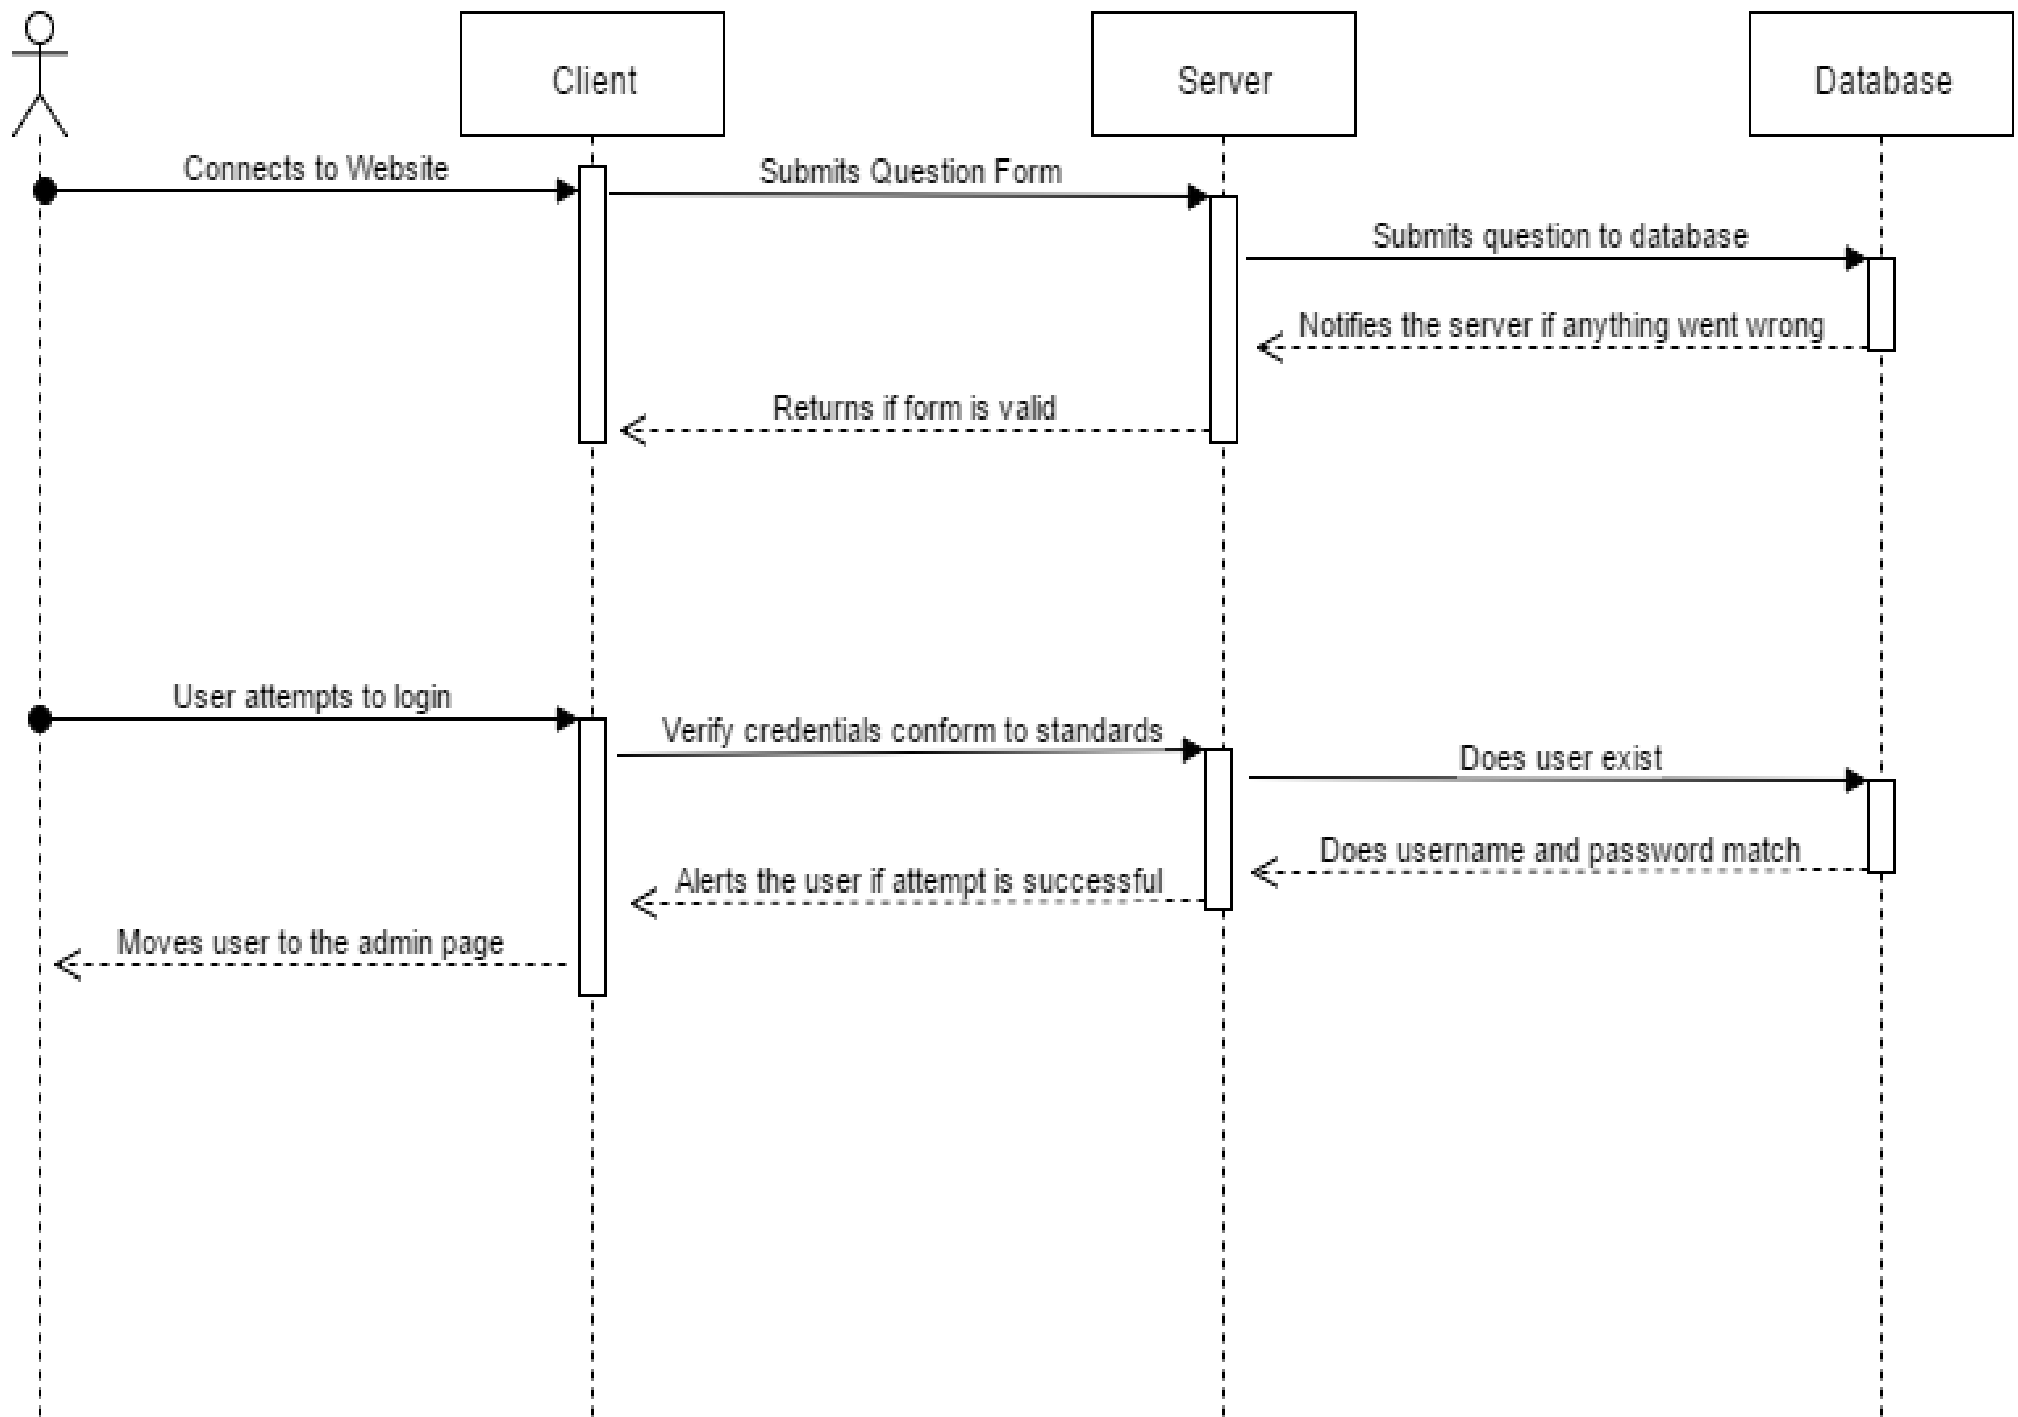 Client
Server
Database
Connects to Website
Submits Question Form
Submits question to database
Notifies the server if anything went wrong
Returns if form is valid
User attempts to login
Verify credentials conform to standards
Does user exist
Does username and password match
Alerts the user if attempt is successful
Moves user to the admin page